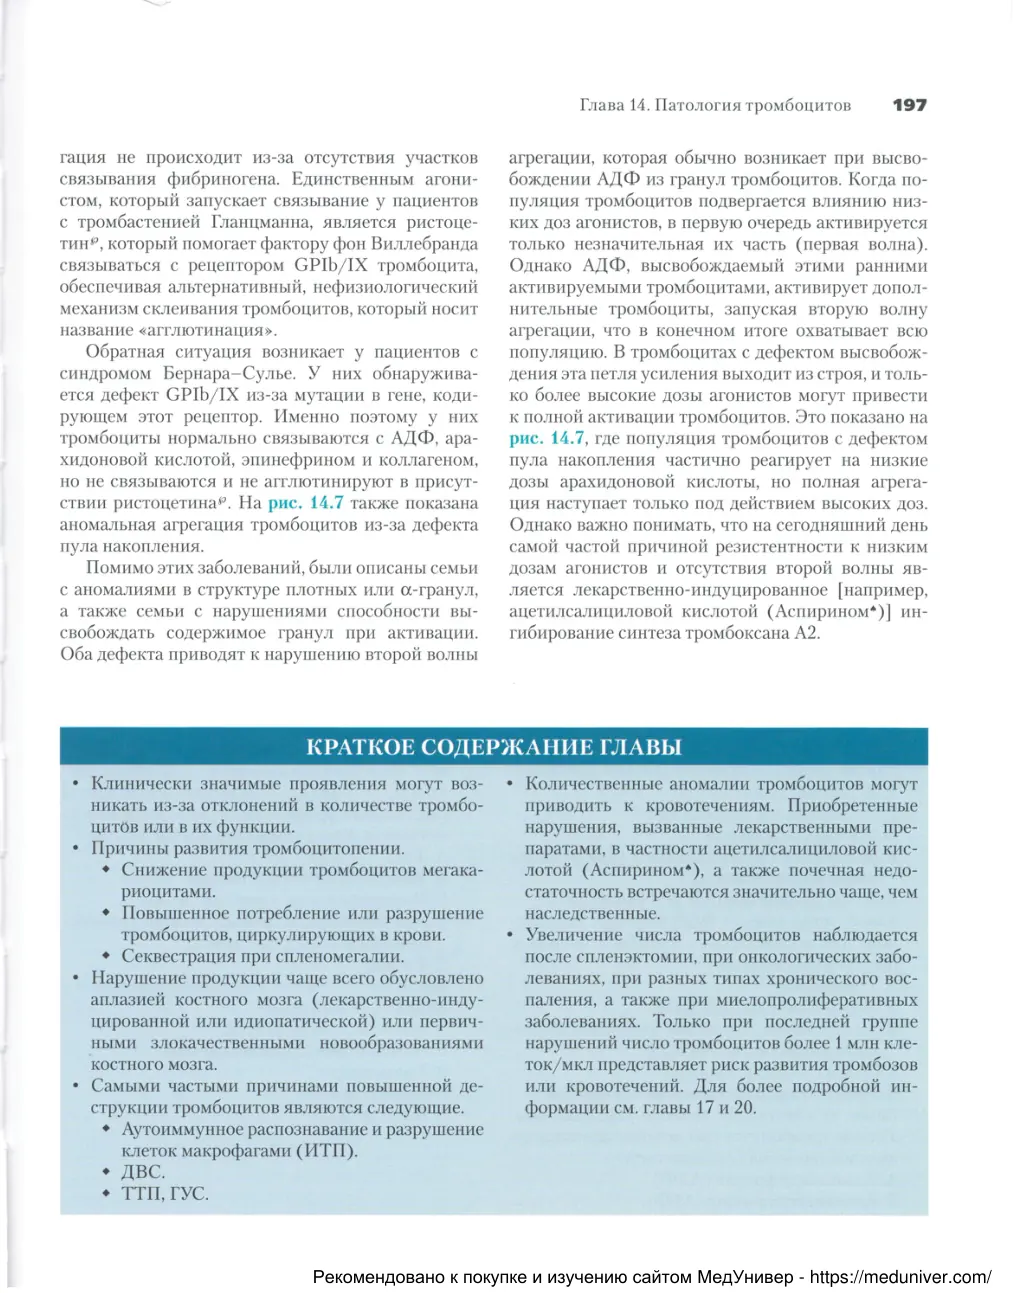 Глава 14. Патология тромбоцитов 197
гация не происходит из-за отсутствия участков
связывания фибриногена. Единственным агони-
стом, который запускает связывание у пациентов
с тромбастенией Гланцманна, является ристоце-
тин℘, который помогает фактору фон Виллебранда
связываться с рецептором GPIb/IX тромбоцита,
обеспечивая альтернативный, нефизиологический
механизм склеивания тромбоцитов, который носит
название «агглютинация».
Обратная ситуация возникает у пациентов с
синдромом Бернара–Сулье. У них обнаружива-
ется дефект GPIb/IX из-за мутации в гене, коди-
рующем этот рецептор. Именно поэтому у них
тромбоциты нормально связываются с АДФ, ара-
хидоновой кислотой, эпинефрином и коллагеном,
но не связываются и не агглютинируют в присут-
ствии ристоцетина℘. На рис. 14.7 также показана
аномальная агрегация тромбоцитов из-за дефекта
пула накопления.
Помимо этих заболеваний, были описаны семьи
с аномалиями в структуре плотных или α-гранул,
а также семьи с нарушениями способности вы-
свобождать содержимое гранул при активации.
Оба дефекта приводят к нарушению второй волны
агрегации, которая обычно возникает при высво-
бождении АДФ из гранул тромбоцитов. Когда по-
пуляция тромбоцитов подвергается влиянию низ-
ких доз агонистов, в первую очередь активируется
только незначительная их часть (первая волна).
Однако АДФ, высвобождаемый этими ранними
активируемыми тромбоцитами, активирует допол-
нительные тромбоциты, запуская вторую волну
агрегации, что в конечном итоге охватывает всю
популяцию. В тромбоцитах с дефектом высвобож-
дения эта петля усиления выходит из строя, и толь-
ко более высокие дозы агонистов могут привести
к полной активации тромбоцитов. Это показано на
рис. 14.7, где популяция тромбоцитов с дефектом
пула накопления частично реагирует на низкие
дозы арахидоновой кислоты, но полная агрега-
ция наступает только под действием высоких доз.
Однако важно понимать, что на сегодняшний день
самой частой причиной резистентности к низким
дозам агонистов и отсутствия второй волны яв-
ляется лекарственно-индуцированное [например,
ацетилсалициловой кислотой (Аспирином♠)] ин-
гибирование синтеза тромбоксана А2.
КРАТКОЕ СОДЕРЖАНИЕ ГЛАВЫ
• Клинически значимые проявления могут воз-
никать из-за отклонений в количестве тромбо-
цитов или в их функции.
• Причины развития тромбоцитопении.
◆ Снижение продукции тромбоцитов мегака-
риоцитами.
◆ Повышенное потребление или разрушение
тромбоцитов, циркулирующих в крови.
◆ Секвестрация при спленомегалии.
• Нарушение продукции чаще всего обусловлено
аплазией костного мозга (лекарственно-инду-
цированной или идиопатической) или первич-
ными злокачественными новообразованиями
костного мозга.
• Самыми частыми причинами повышенной де-
струкции тромбоцитов являются следующие.
◆ Аутоиммунное распознавание и разрушение
клеток макрофагами (ИТП).
◆ ДВС.
◆ ТТП, ГУС.
• Количественные аномалии тромбоцитов могут
приводить к кровотечениям. Приобретенные
нарушения, вызванные лекарственными пре-
паратами, в частности ацетилсалициловой кис-
лотой (Аспирином♠), а также почечная недо-
статочность встречаются значительно чаще, чем
наследственные.
• Увеличение числа тромбоцитов наблюдается
после спленэктомии, при онкологических забо-
леваниях, при разных типах хронического вос-
паления, а также при миелопролиферативных
заболеваниях. Только при последней группе
нарушений число тромбоцитов более 1 млн кле-
ток/мкл представляет риск развития тромбозов
или кровотечений. Для более подробной ин-
формации см. главы 17 и 20.
Рекомендовано к покупке и изучению сайтом МедУнивер - https://meduniver.com/